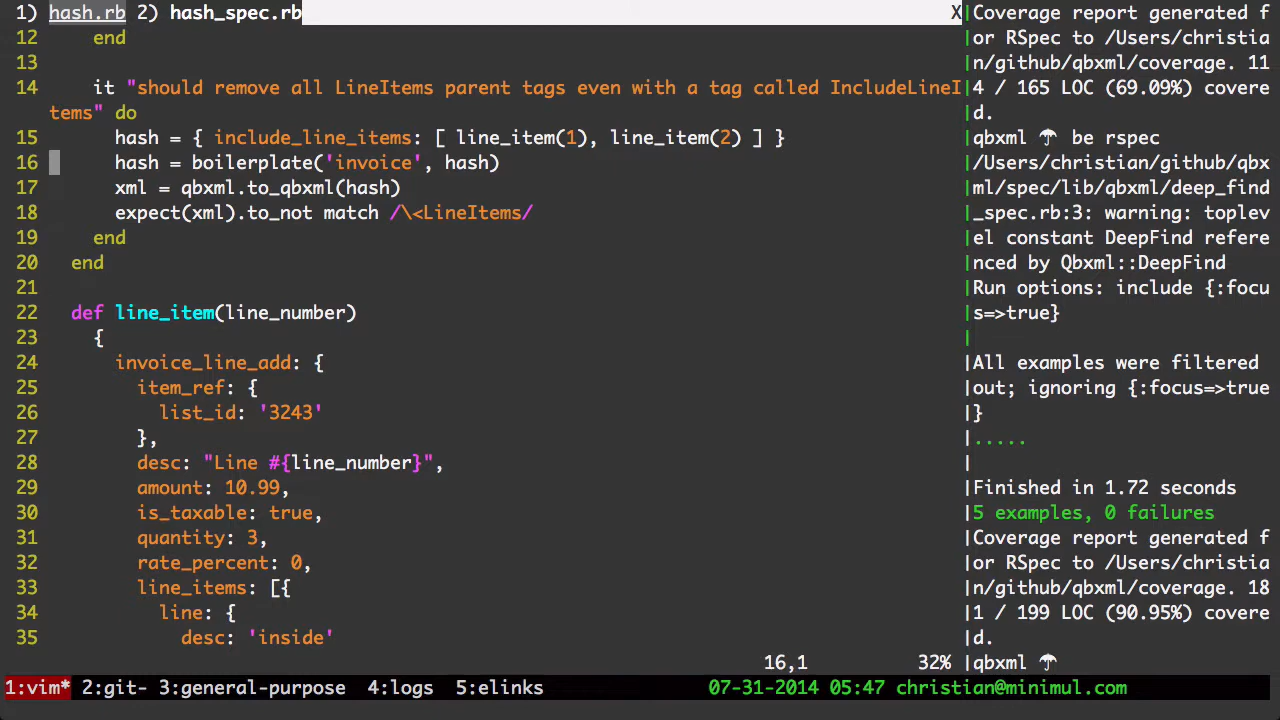 1) hash.rb 2) hash_spec.rb X
12 end
13
14 it "should remove all LineItems parent tags even with a tag called IncludeLineI
tems" do
15 hash = { include_line_items: [ line_item(1), line_item(2) ] }
16 hash = boilerplate('invoice', hash)
17 xml = qbxml.to_qbxml(hash)
18 expect(xml).to_not match /\<LineItems/
19 end
20 end
21
22 def line_item(line_number)
23 {
24 invoice_line_add: {
25 item_ref: {
26 list_id: '3243'
27 },
28 desc: "Line #{line_number}",
29 amount: 10.99,
30 is_taxable: true,
31 quantity: 3,
32 rate_percent: 0,
33 line_items: [{
34 line: {
35 desc: 'inside'
16,1 32%
|Coverage report generated f
|or RSpec to /Users/christia
|n/github/qbxml/coverage. 11
|4 / 165 LOC (69.09%) covere
|d.
|qbxml ☂ be rspec
|/Users/christian/github/qbx
|ml/spec/lib/qbxml/deep_find
|_spec.rb:3: warning: toplev
|el constant DeepFind refere
|nced by Qbxml::DeepFind
|Run options: include {:focu
|s=>true}
|
|All examples were filtered
|out; ignoring {:focus=>true
|}
|.....
|
|Finished in 1.72 seconds
|5 examples, 0 failures
|Coverage report generated f
|or RSpec to /Users/christia
|n/github/qbxml/coverage. 18
|1 / 199 LOC (90.95%) covere
|d.
|qbxml ☂
1:vim* 2:git- 3:general-purpose 4:logs 5:elinks 07-31-2014 05:47 christian@minimul.com